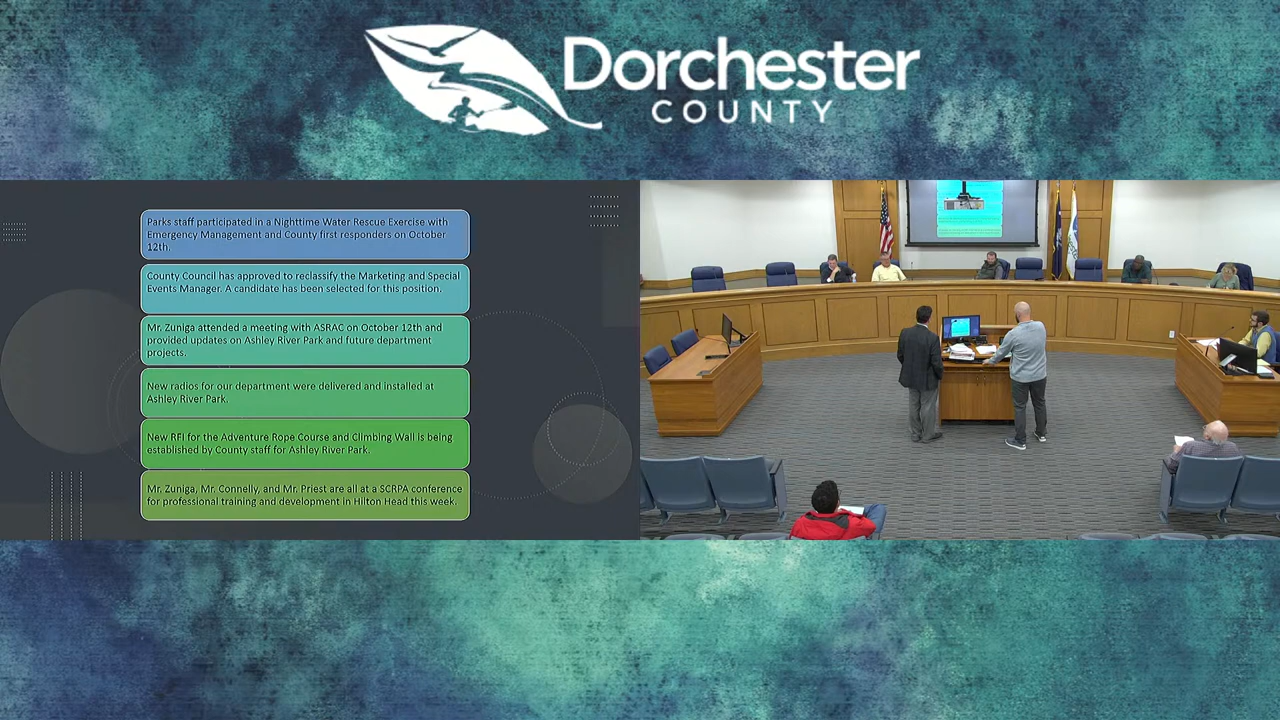 Dorchester
COUNTY
Parks staff participated in a nighttime Water Rescue Exercise with
Emergency Management and County first responders on October
12th.
County Council has approved to reclassify the Marketing and Special
Events Manager. A candidate has been selected for this position.
Mr. Zuniga attended a meeting with ASPAC on October 12th and
provided updates on Ashley River Park and future department
projects.
New radios for our department were delivered and installed at
Ashley River Park.
New RFI for the Adventure Rope Course and Climbing Wall is being
established by County staff for Ashley River Park.
Mr. Zuniga, Mr. Connelly, and Mr. Priest are all at a SCRPA conference
for professional training and development in Hilton Head this week.